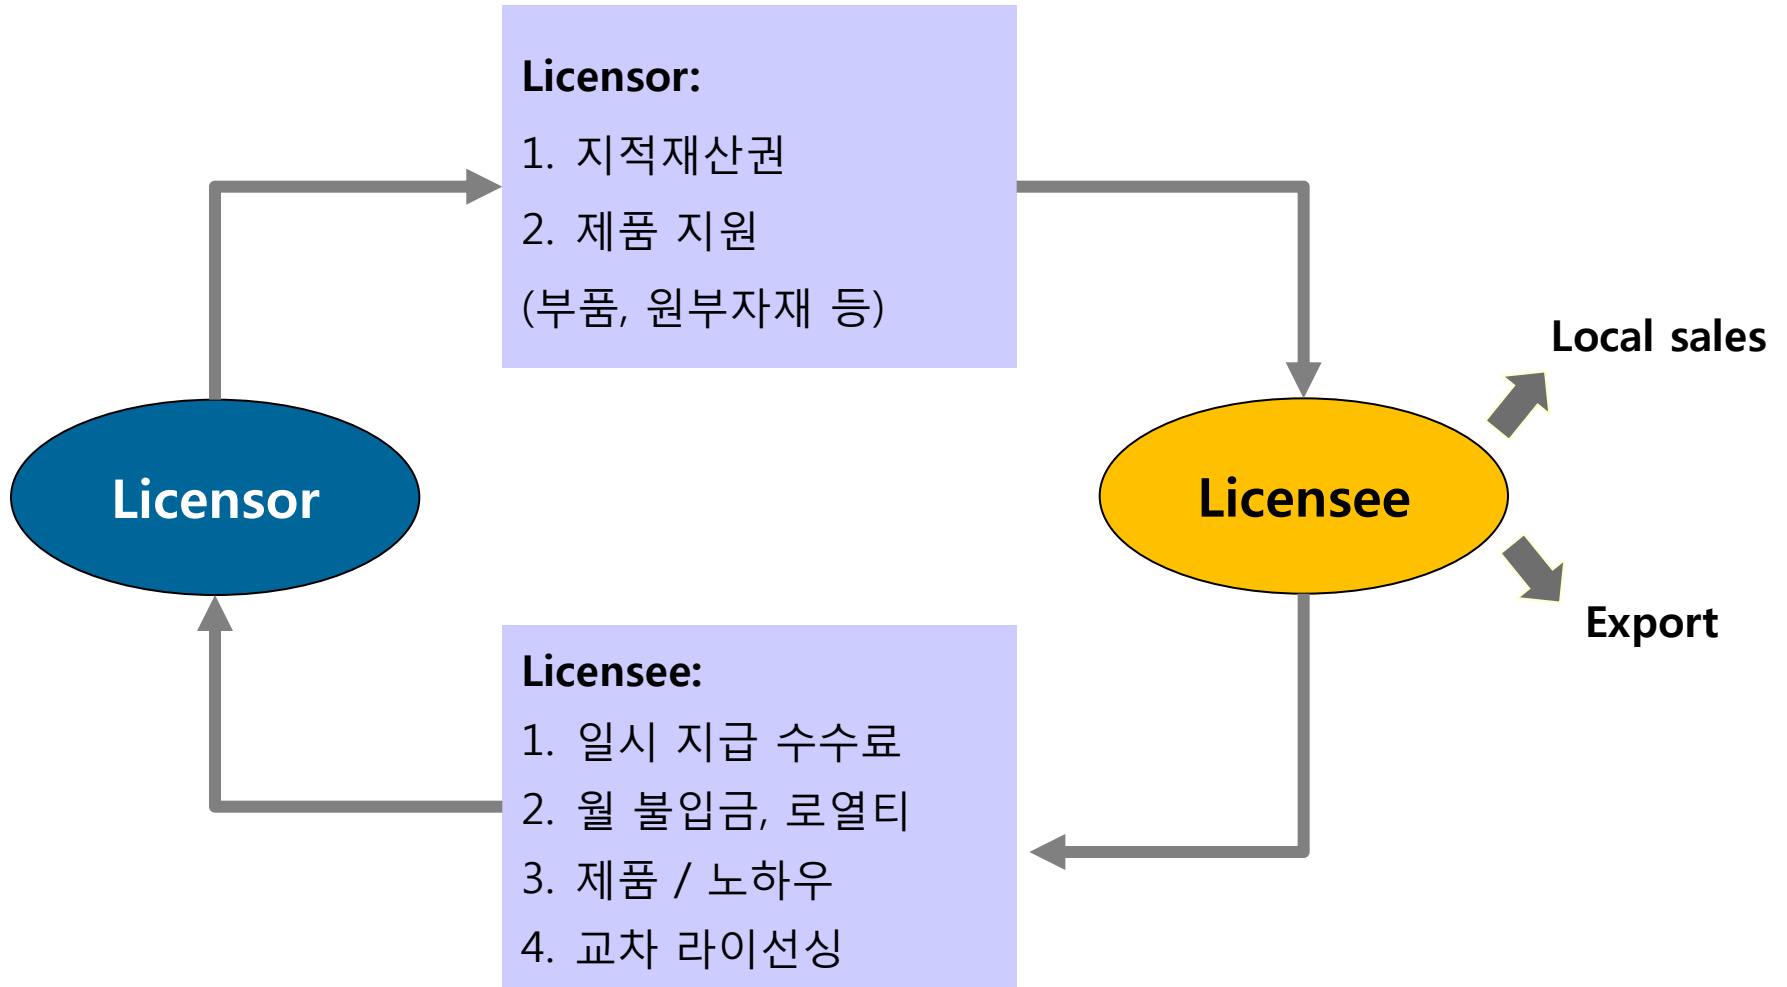 Licensor:
1. 지적재산권
2. 제품 지원
(부품, 원부자재 등)
Local sales
Licensor
Licensee
Export
Licensee:
1. 일시 지급 수수료
2. 월 불입금, 로열티
3. 제품 / 노하우
4. 교차 라이선싱